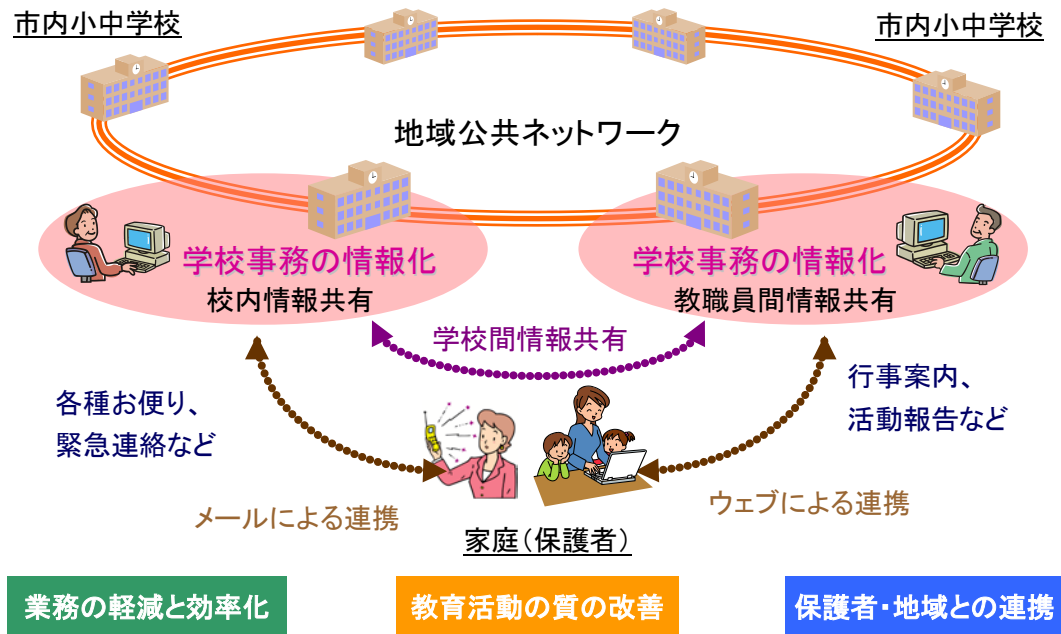 市内小中学校
市内小中学校
地域公共ネットワーク
学校事務の情報化
校内情報共有
学校事務の情報化
教職員間情報共有
学校間情報共有
各種お便り、
緊急連絡など
行事案内、
活動報告など
メールによる連携
ウェブによる連携
家庭(保護者)
業務の軽減と効率化
教育活動の質の改善
保護者・地域との連携